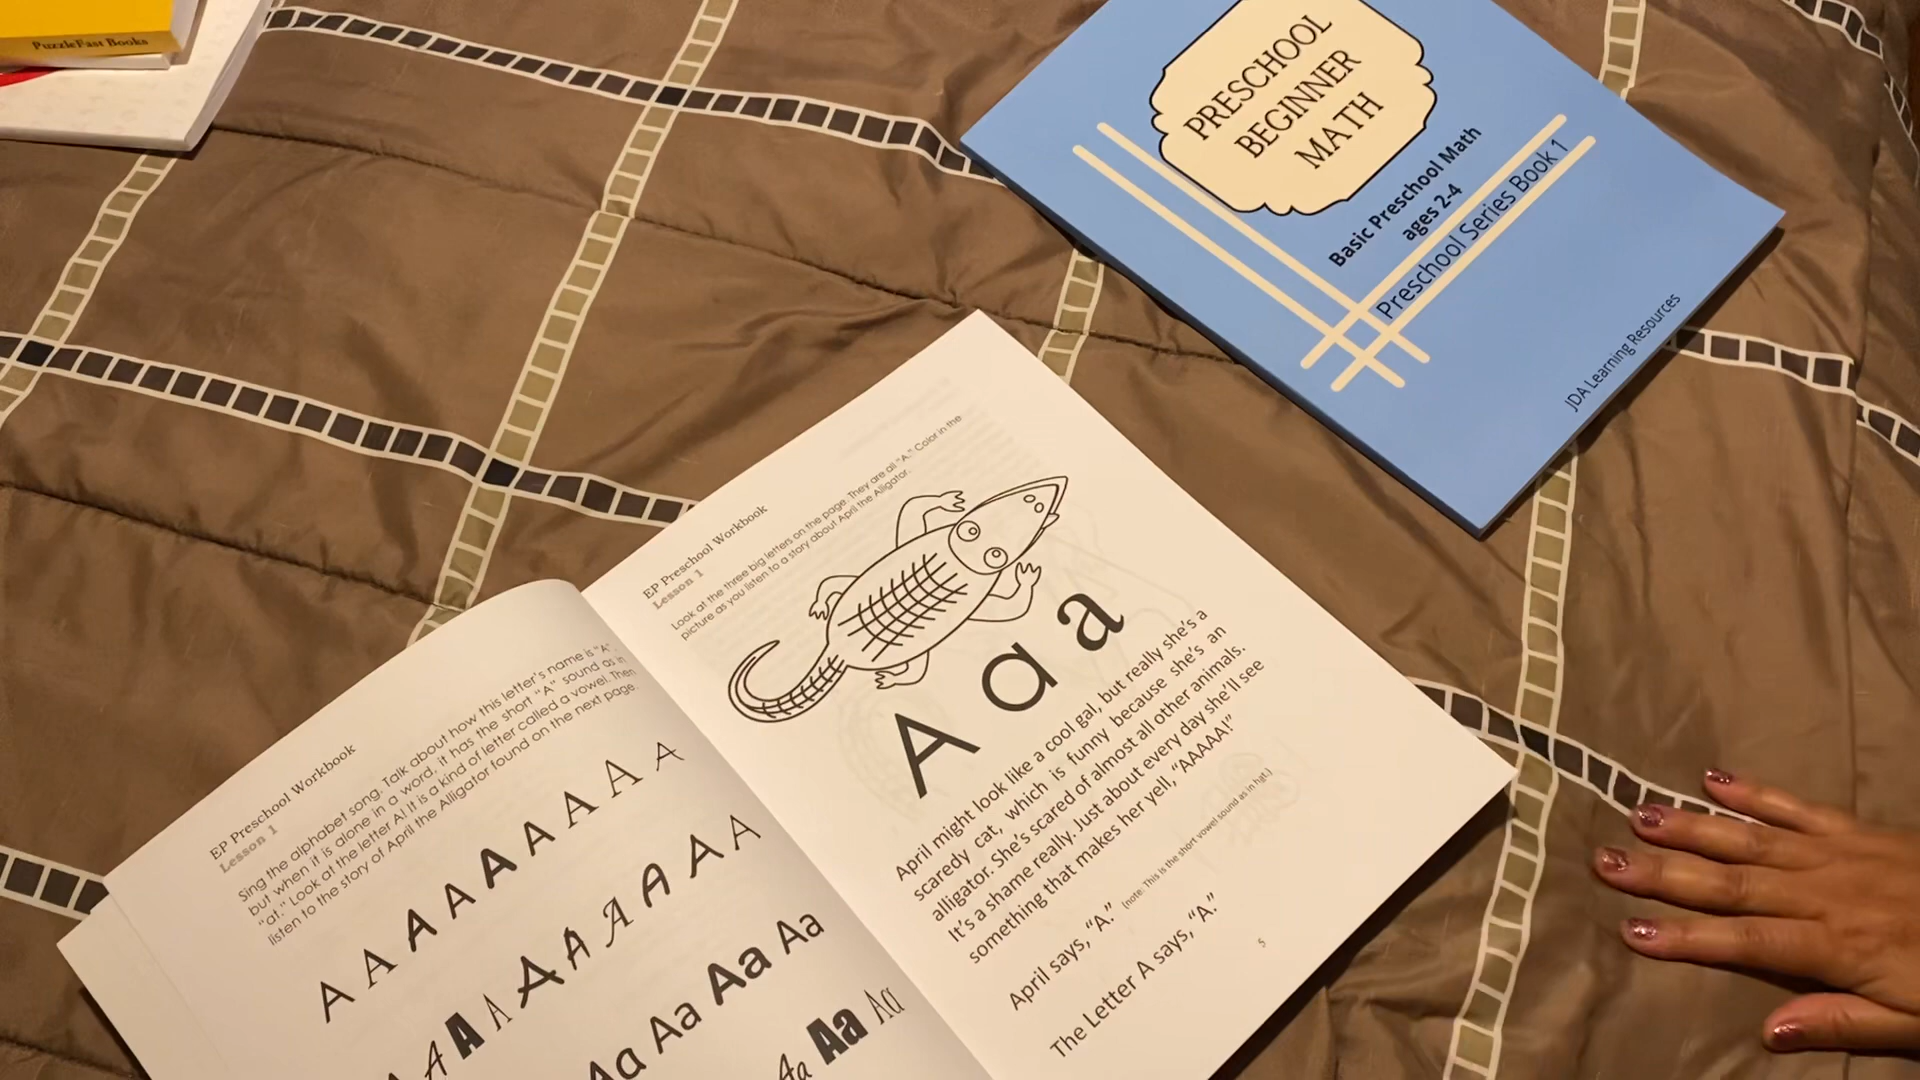 PuzzleFast Books
PRESCHOOL
BEGINNER
MATH
Basic Preschool Math
ages 2-4
Preschool Series Book 1
JDA Learning Resources
EP Preschool Workbook
Lesson 1
Sing the alphabet song. Talk about how this letter's name is "A",
but when it is alone in a word, it has the short "A" sound as in
"at." Look at the letter A! It is a kind of letter called a vowel. Then
listen to the story of April the Alligator found on the next page.
A A A A A A A A A
A A A A A A A A A
Aa Aa Aa Aa
Aa Aa Aa
EP Preschool Workbook
Lesson 1
Look at the three big letters on the page. They are all "A." Color in the
picture as you listen to a story about April the Alligator.
A a a
April might look like a cool gal, but really she's a
scaredy cat, which is funny because she's an
alligator. She's scared of almost all other animals.
It's a shame really. Just about every day she'll see
something that makes her yell, "AAAA!"
April says, "A." (note: This is the short vowel sound as in hat.)
The Letter A says, "A."
5